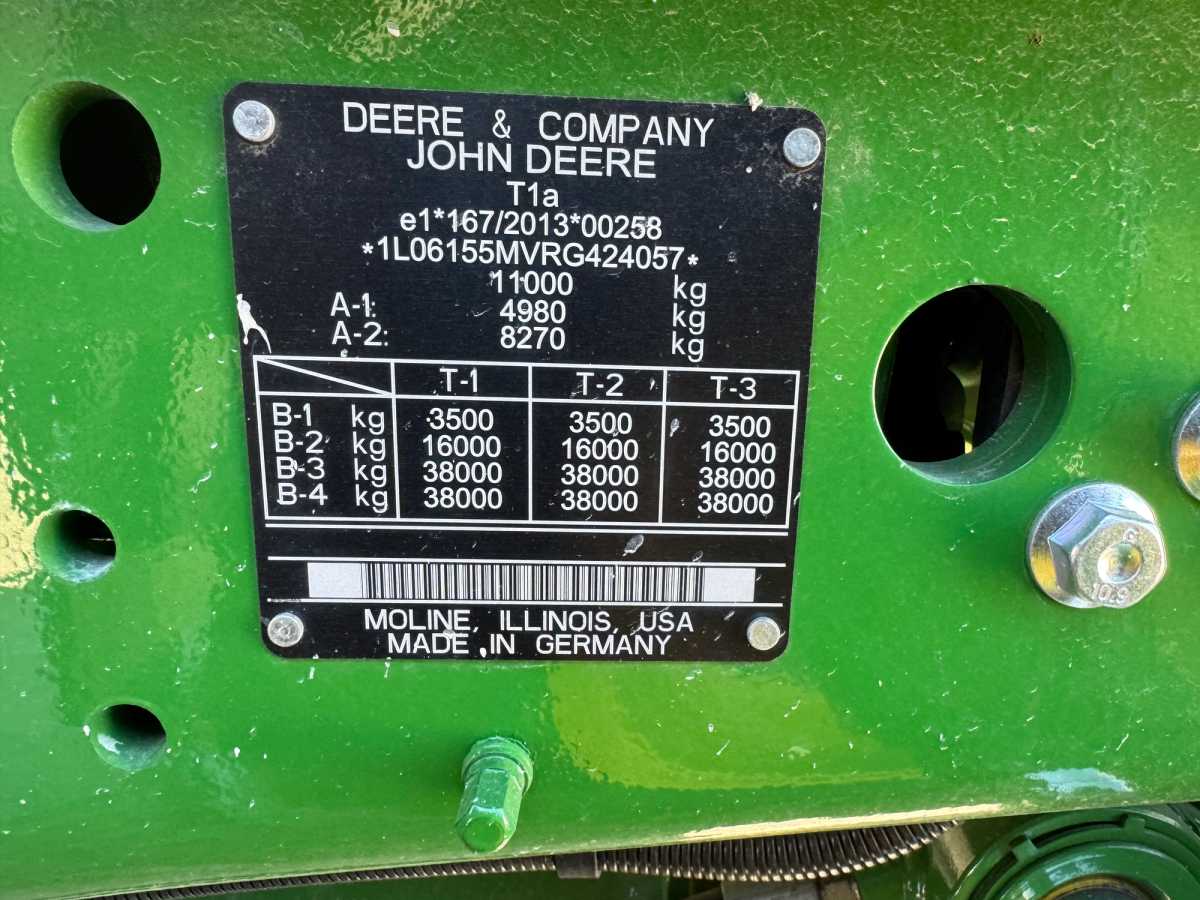 DEERE & COMPANY
JOHN DEERE
T1a
e1*167/2013*00258
*1L06155MVRG424057*
11000 kg
A-1: 4980 kg
A-2: 8270 kg
T-1 T-2 T-3
B-1 kg 3500 3500 3500
B-2 kg 16000 16000 16000
B-3 kg 38000 38000 38000
B-4 kg 38000 38000 38000
MOLINE, ILLINOIS, USA
MADE IN GERMANY
10.9